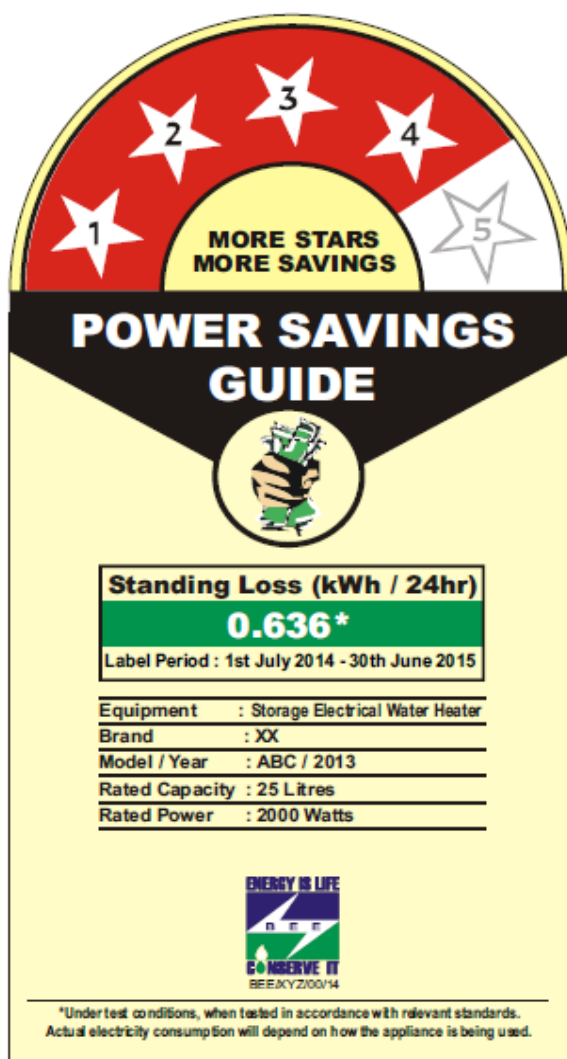 1
2
3
4
5
MORE STARS
MORE SAVINGS
POWER SAVINGS
GUIDE
Standing Loss (kWh / 24hr)
0.636*
Label Period : 1st July 2014 - 30th June 2015
Equipment : Storage Electrical Water Heater
Brand : XX
Model / Year : ABC / 2013
Rated Capacity : 25 Litres
Rated Power : 2000 Watts
ENERGY IS LIFE
BEE
CONSERVE IT
BEE/XYZ/00/14
*Under test conditions, when tested in accordance with relevant standards.
Actual electricity consumption will depend on how the appliance is being used.